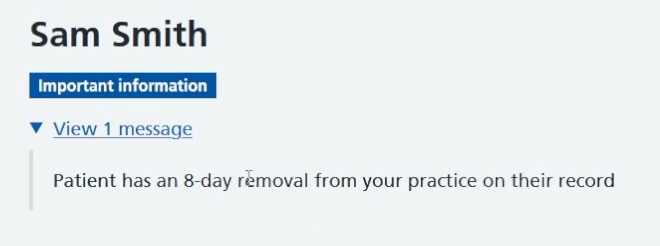 Sam Smith
Important information
View 1 message
Patient has an 8-day removal from your practice on their record